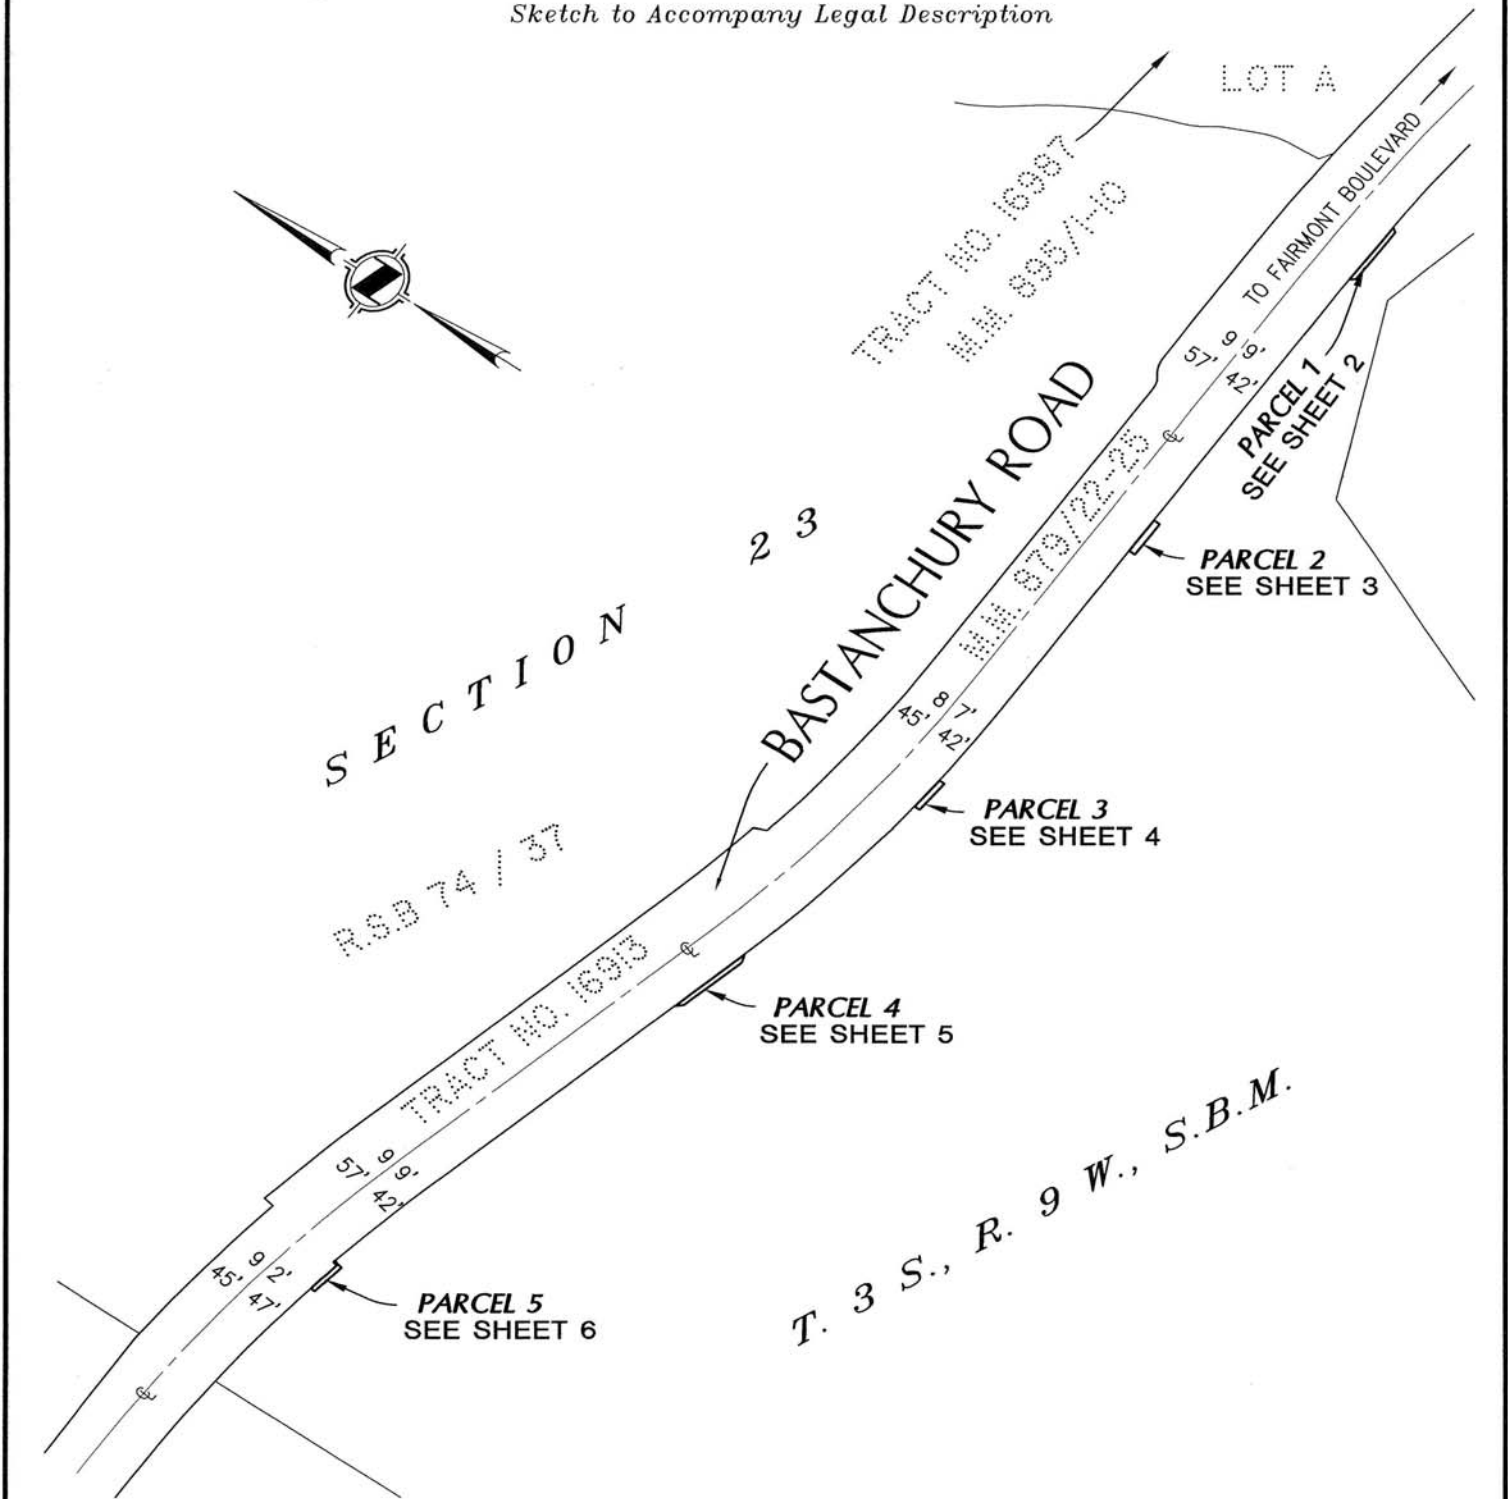 Sketch to Accompany Legal Description
LOT A
TO FAIRMONT BOULEVARD
TRACT NO. 16987
M.M. 895/1-10
99'
57'
42'
PARCEL 1
SEE SHEET 2
BASTANCHURY ROAD
℄
M.M. 879/22-25
SECTION 23
PARCEL 2
SEE SHEET 3
87'
45'
42'
PARCEL 3
SEE SHEET 4
R.S.B 74 / 37
℄
TRACT NO. 16913
PARCEL 4
SEE SHEET 5
T. 3 S., R. 9 W., S.B.M.
99'
57'
42'
92'
45'
47'
PARCEL 5
SEE SHEET 6
℄